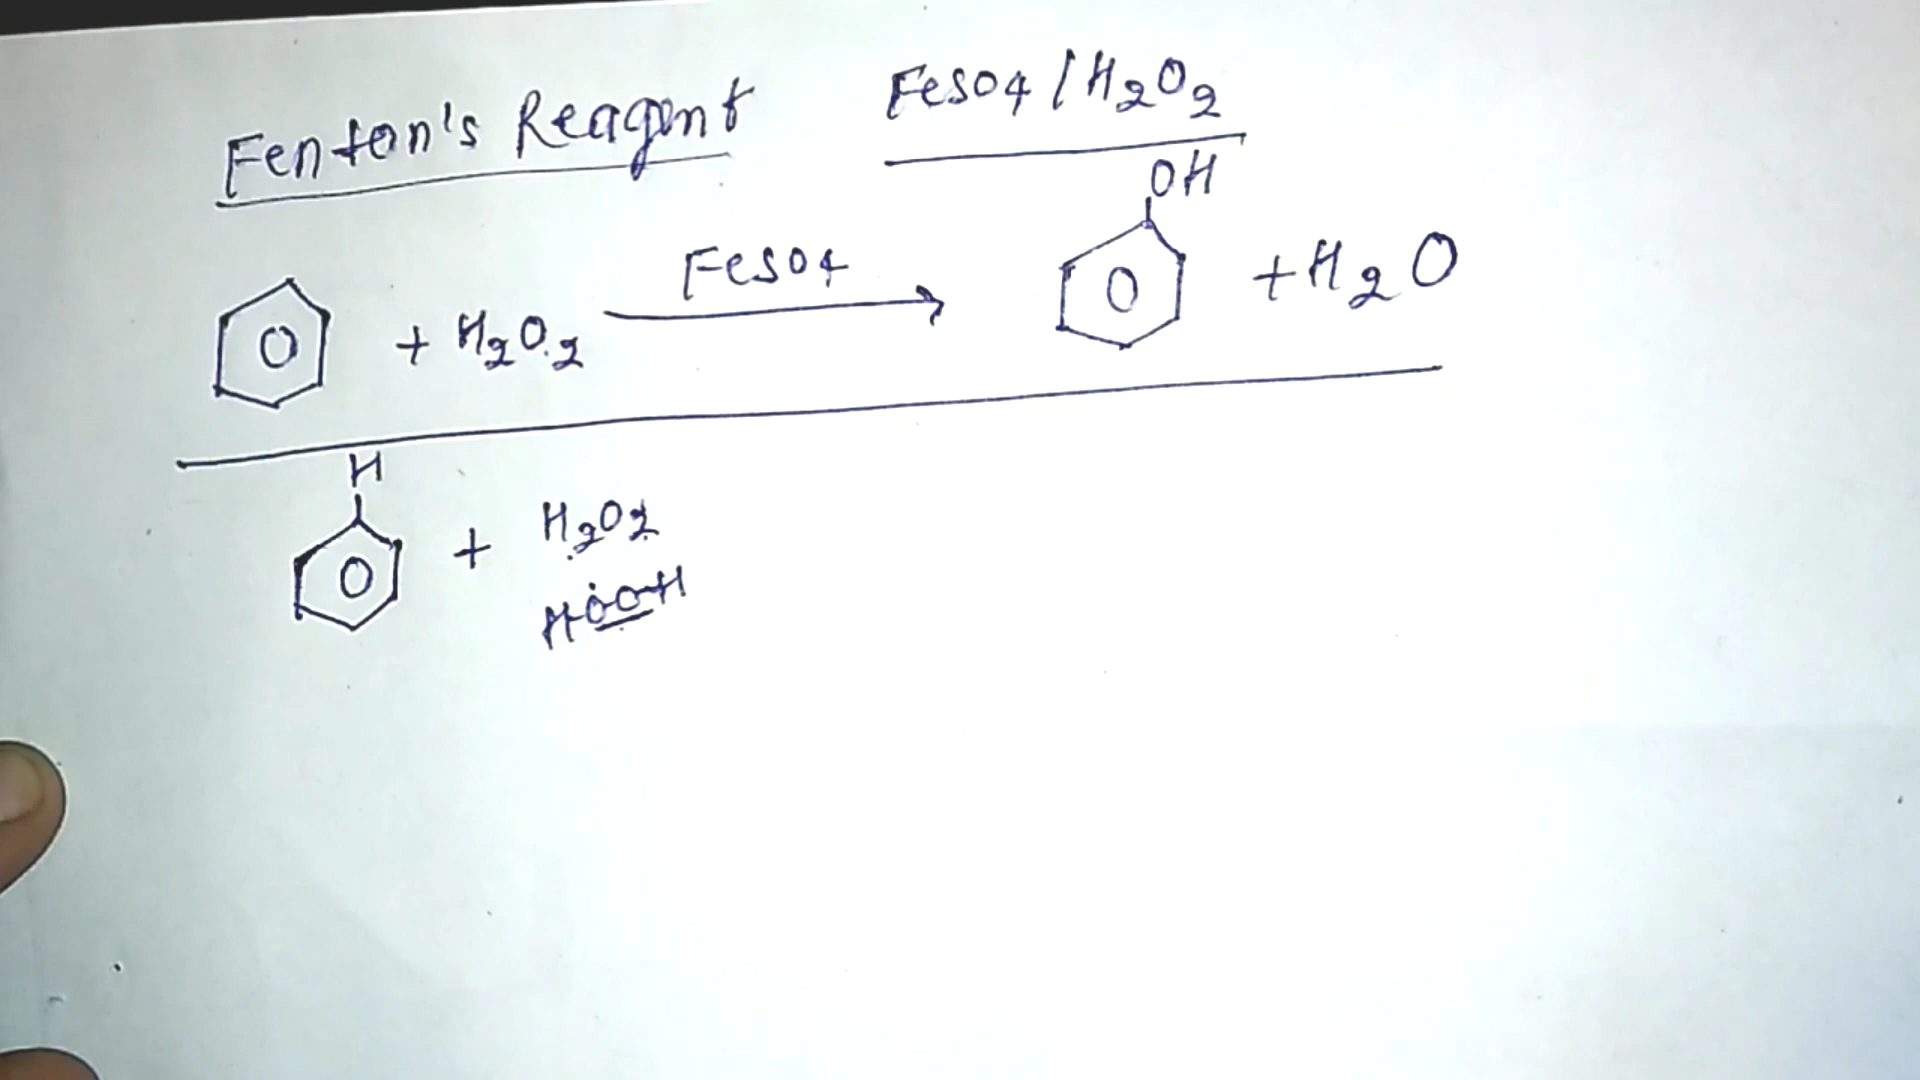 Fenton's Reagent FeSO4 / H2O2
OH
+ H2O2 FeSO4 + H2O
H
+ H2O2
HOOH